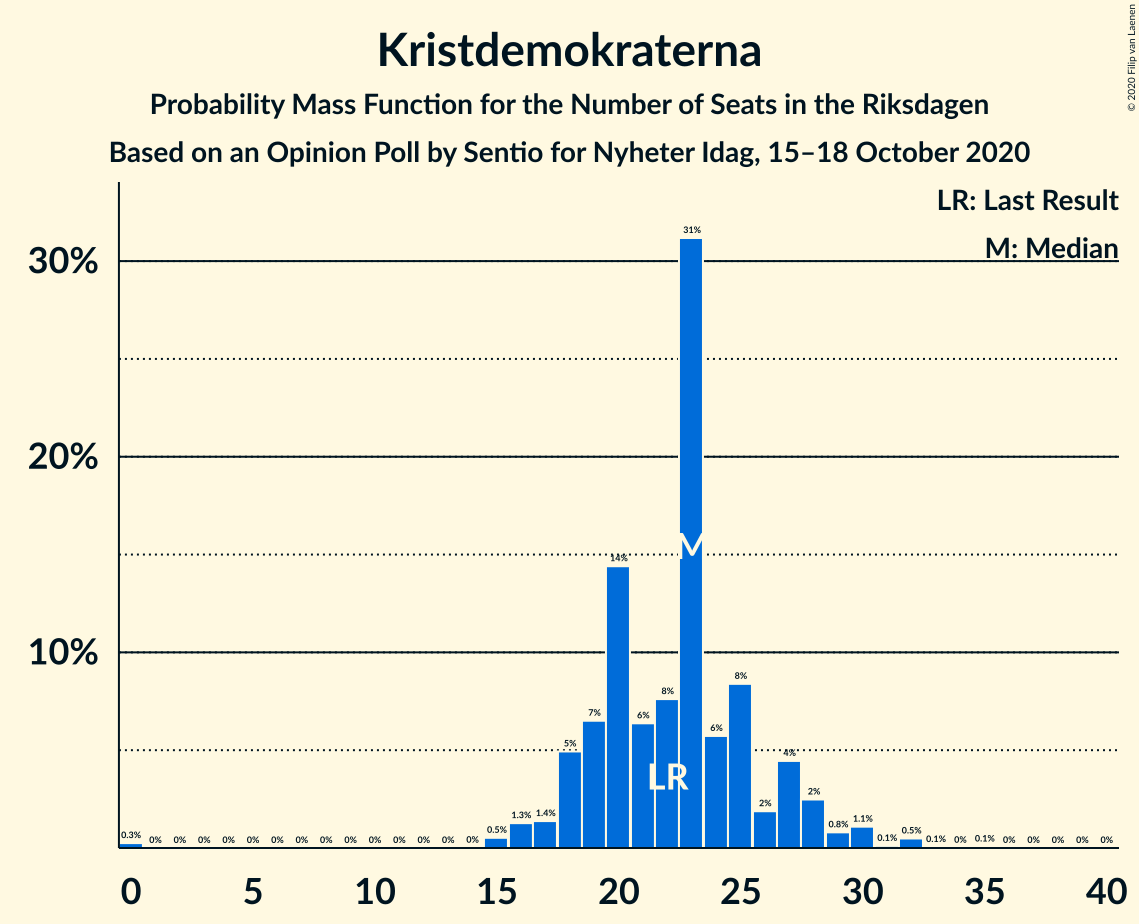 Kristdemokraterna
Probability Mass Function for the Number of Seats in the Riksdagen
Based on an Opinion Poll by Sentio for Nyheter Idag, 15–18 October 2020
© 2020 Filip van Laenen
LR: Last Result
M: Median
30%
20%
10%
0.3% 0% 0% 0% 0% 0% 0% 0% 0% 0% 0% 0% 0% 0% 0% 0.5% 1.3% 1.4% 5% 7% 14% 6% 8% 31% 6% 8% 2% 4% 2% 0.8% 1.1% 0.1% 0.5% 0.1% 0% 0.1% 0% 0% 0% 0% 0%
M
LR
0 5 10 15 20 25 30 35 40